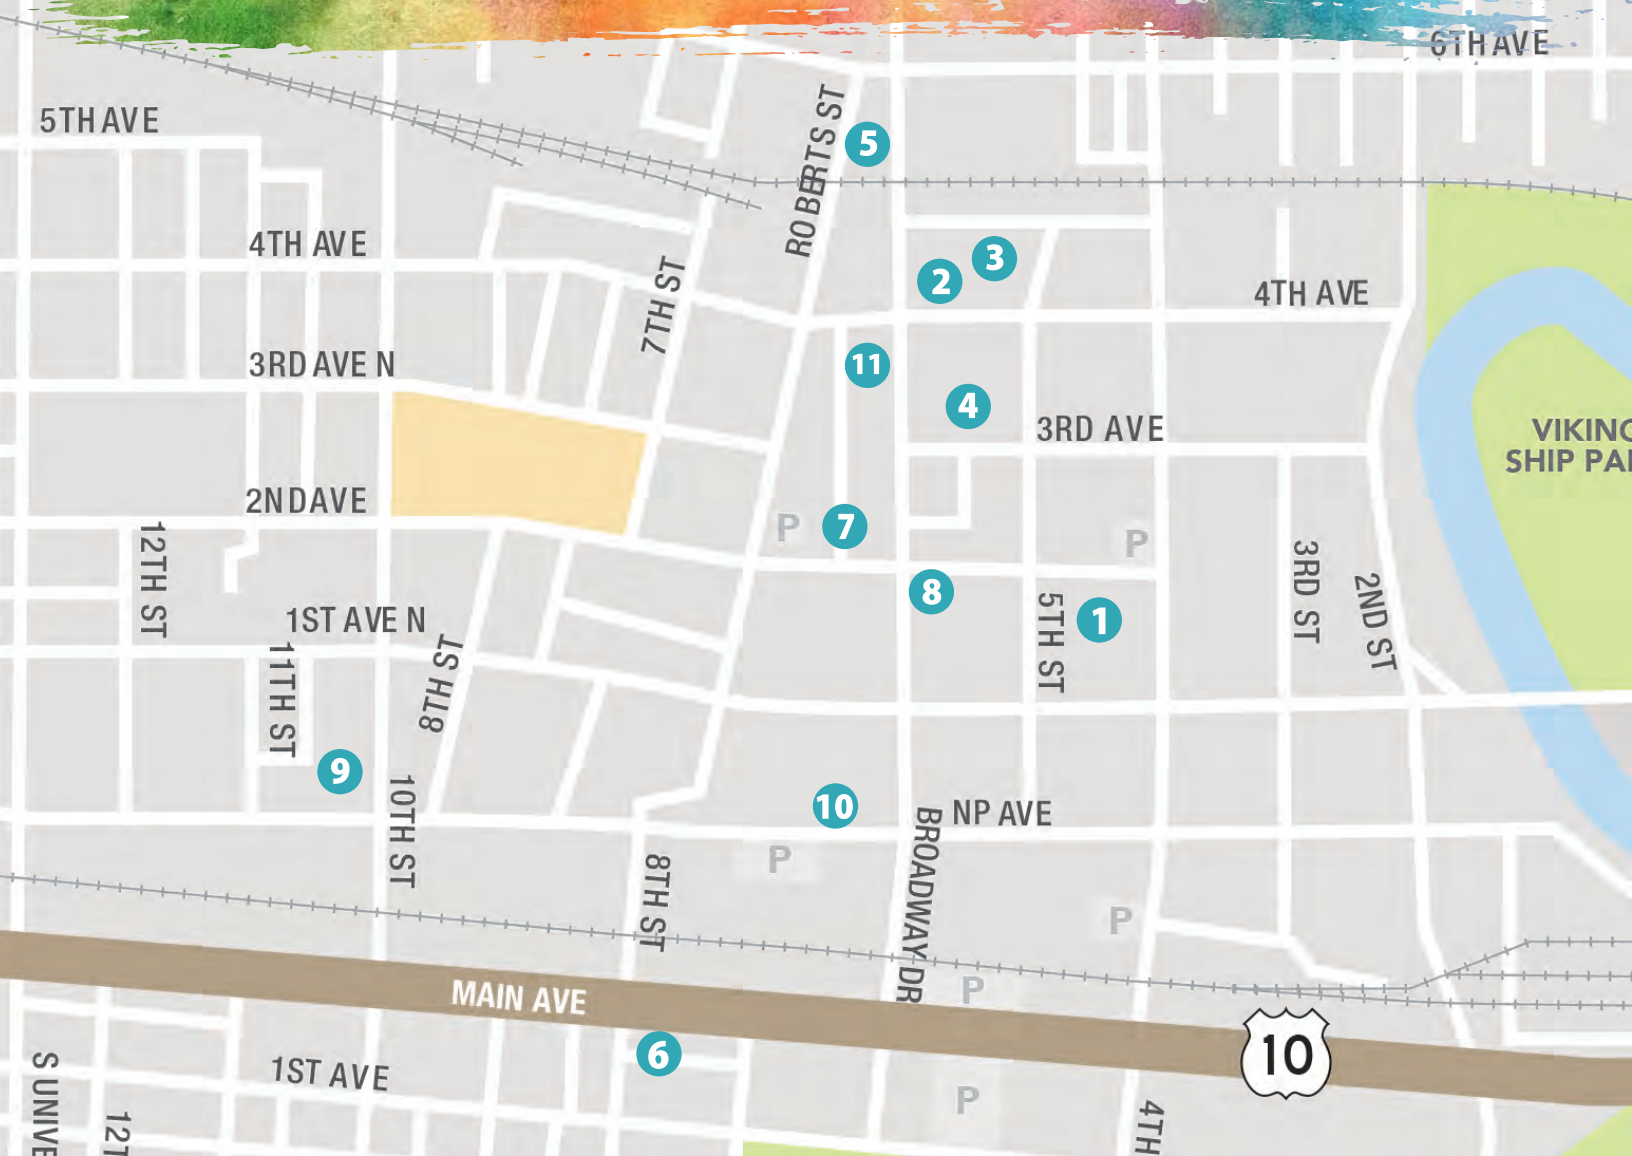 6TH AVE
5TH AVE
ROBERTS ST
5
4TH AVE
3
2
7TH ST
4TH AVE
3RD AVE N
11
4
3RD AVE
VIKING
SHIP PA
2ND AVE
P
7
P
12TH ST
8
5TH ST
1
3RD ST
2ND ST
1ST AVE N
11TH ST
8TH ST
9
10TH ST
10
BROADWAY DR
NP AVE
P
8TH ST
P
P
MAIN AVE
10
6
S UNIVE
1ST AVE
P
12T
4TH